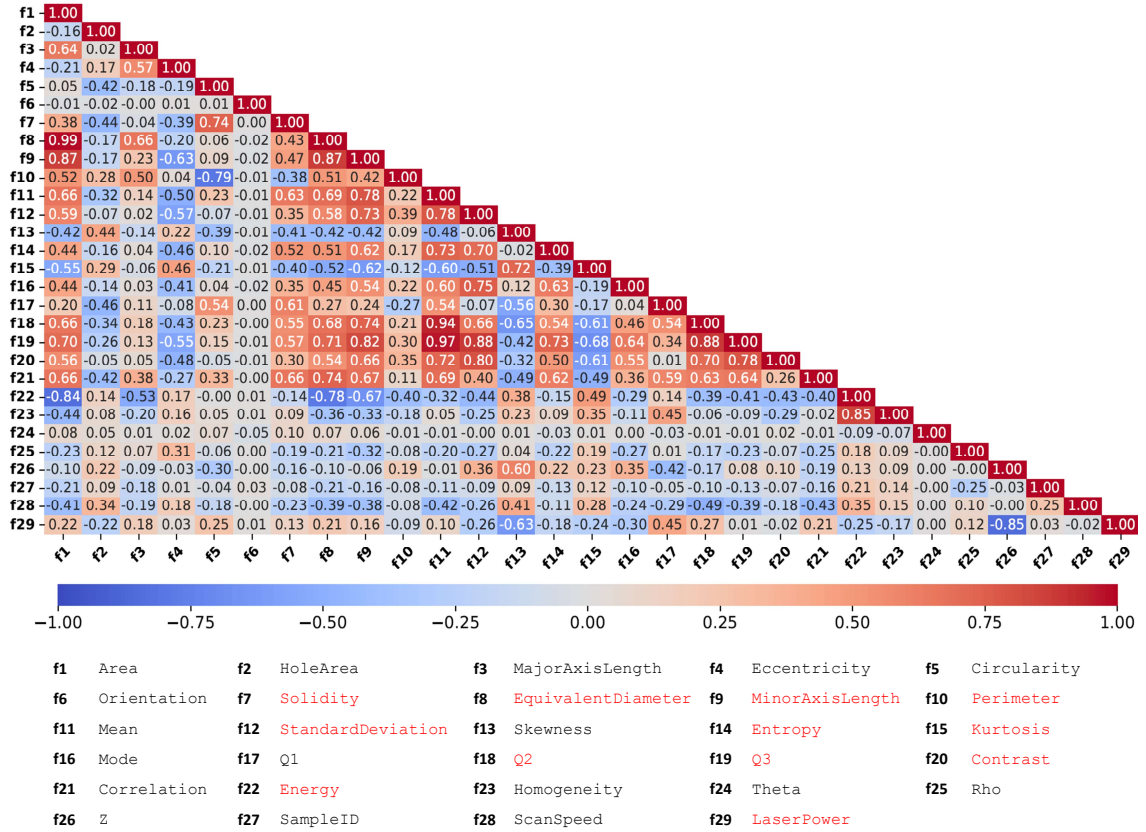 f1 1.00
f2 -0.16 1.00
f3 0.64 0.02 1.00
f4 -0.21 0.17 0.57 1.00
f5 0.05 -0.42 -0.18 -0.19 1.00
f6 -0.01 -0.02 -0.00 0.01 0.01 1.00
f7 0.38 -0.44 -0.04 -0.39 0.74 0.00 1.00
f8 0.99 -0.17 0.66 -0.20 0.06 -0.02 0.43 1.00
f9 0.87 -0.17 0.23 -0.63 0.09 -0.02 0.47 0.87 1.00
f10 0.52 0.28 0.50 0.04 -0.79 -0.01 -0.38 0.51 0.42 1.00
f11 0.66 -0.32 0.14 -0.50 0.23 -0.01 0.63 0.69 0.78 0.22 1.00
f12 0.59 -0.07 0.02 -0.57 -0.07 -0.01 0.35 0.58 0.73 0.39 0.78 1.00
f13 -0.42 0.44 -0.14 0.22 -0.39 -0.01 -0.41 -0.42 -0.42 0.09 -0.48 -0.06 1.00
f14 0.44 -0.16 0.04 -0.46 0.10 -0.02 0.52 0.51 0.62 0.17 0.73 0.70 -0.02 1.00
f15 -0.55 0.29 -0.06 0.46 -0.21 -0.01 -0.40 -0.52 -0.62 -0.12 -0.60 -0.51 0.72 -0.39 1.00
f16 0.44 -0.14 0.03 -0.41 0.04 -0.02 0.35 0.45 0.54 0.22 0.60 0.75 0.12 0.63 -0.19 1.00
f17 0.20 -0.46 0.11 -0.08 0.54 0.00 0.61 0.27 0.24 -0.27 0.54 -0.07 -0.56 0.30 -0.17 0.04 1.00
f18 0.66 -0.34 0.18 -0.43 0.23 -0.00 0.55 0.68 0.74 0.21 0.94 0.66 -0.65 0.54 -0.61 0.46 0.54 1.00
f19 0.70 -0.26 0.13 -0.55 0.15 -0.01 0.57 0.71 0.82 0.30 0.97 0.88 -0.42 0.73 -0.68 0.64 0.34 0.88 1.00
f20 0.56 -0.05 0.05 -0.48 -0.05 -0.01 0.30 0.54 0.66 0.35 0.72 0.80 -0.32 0.50 -0.61 0.55 0.01 0.70 0.78 1.00
f21 0.66 -0.42 0.38 -0.27 0.33 -0.00 0.66 0.74 0.67 0.11 0.69 0.40 -0.49 0.62 -0.49 0.36 0.59 0.63 0.64 0.26 1.00
f22 -0.84 0.14 -0.53 0.17 -0.00 0.01 -0.14 -0.78 -0.67 -0.40 -0.32 -0.44 0.38 -0.15 0.49 -0.27 0.14 -0.39 -0.41 -0.43 -0.40 1.00
f23 -0.44 0.08 -0.20 0.16 0.05 -0.01 0.09 -0.36 -0.33 -0.18 0.05 -0.25 0.23 0.09 0.35 -0.11 0.45 -0.06 -0.09 -0.29 -0.02 0.85 1.00
f24 0.08 0.05 0.01 0.02 0.07 -0.05 0.10 0.07 0.06 -0.01 -0.01 -0.00 0.01 -0.03 0.01 0.00 -0.03 -0.01 -0.01 0.02 -0.01 -0.09 -0.07 1.00
f25 -0.23 0.12 0.07 0.31 -0.06 0.00 -0.19 -0.21 -0.32 -0.08 -0.20 -0.27 0.04 -0.22 0.19 -0.27 0.01 -0.17 -0.23 -0.07 -0.25 0.18 0.09 -0.00 1.00
f26 -0.10 0.22 -0.09 -0.03 -0.30 -0.00 -0.16 -0.10 -0.06 0.19 -0.01 0.36 0.60 0.22 0.23 0.35 -0.42 -0.17 0.08 0.10 -0.19 0.13 0.09 0.00 -0.00 1.00
f27 -0.21 0.09 -0.18 0.01 -0.04 0.03 -0.08 -0.21 -0.16 -0.08 -0.11 -0.09 0.09 -0.13 0.12 -0.10 -0.05 -0.10 -0.13 -0.07 -0.16 0.21 0.14 -0.00 -0.25 -0.03 1.00
f28 -0.41 0.34 -0.19 0.18 -0.18 -0.00 -0.23 -0.39 -0.38 -0.08 -0.42 -0.26 0.41 -0.11 0.28 -0.24 -0.38 -0.49 -0.39 -0.18 -0.43 0.35 0.15 0.00 0.10 -0.07 0.25 1.00
f29 0.22 -0.22 0.18 0.03 0.25 0.01 0.13 0.21 0.16 -0.09 0.10 -0.26 -0.63 -0.18 -0.24 -0.30 0.45 0.27 0.01 -0.02 0.21 -0.25 -0.17 0.00 0.12 -0.85 0.03 -0.02 1.00
f1 f2 f3 f4 f5 f6 f7 f8 f9 f10 f11 f12 f13 f14 f15 f16 f17 f18 f19 f20 f21 f22 f23 f24 f25 f26 f27 f28 f29
−1.00 −0.75 −0.50 −0.25 0.00 0.25 0.50 0.75 1.00
f1 Area f2 HoleArea f3 MajorAxisLength f4 Eccentricity f5 Circularity
f6 Orientation f7 Solidity f8 EquivalentDiameter f9 MinorAxisLength f10 Perimeter
f11 Mean f12 StandardDeviation f13 Skewness f14 Entropy f15 Kurtosis
f16 Mode f17 Q1 f18 Q2 f19 Q3 f20 Contrast
f21 Correlation f22 Energy f23 Homogeneity f24 Theta f25 Rho
f26 Z f27 SampleID f28 ScanSpeed f29 LaserPower